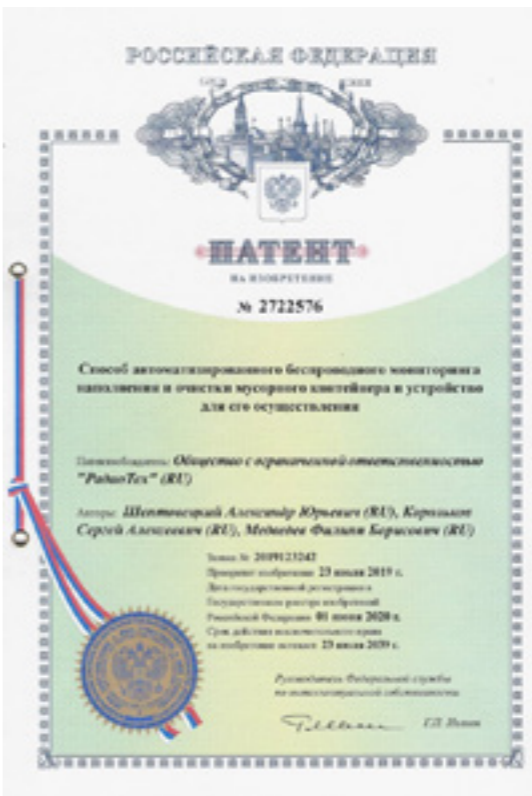 РОССИЙСКАЯ ФЕДЕРАЦИЯ
ПАТЕНТ
НА ИЗОБРЕТЕНИЕ
№ 2722576
Способ автоматизированного беспроводного мониторинга
наполнения и очистки мусорного контейнера и устройство
для его осуществления
Патентообладатель: Общество с ограниченной ответственностью
"РадиоТех" (RU)
Авторы: Шептовецкий Александр Юрьевич (RU),
Сергей Алексеевич (RU), Медведев Филипп Борисович (RU)
Заявка № 2019123242
Приоритет изобретения 23 июля 2019 г.
Дата государственной регистрации в
Государственном реестре изобретений
Российской Федерации 01 июня 2020 г.
Срок действия исключительного права
на изобретение истекает 23 июля 2039 г.
Руководитель Федеральной службы
по интеллектуальной собственности
Г.П. Ивлиев